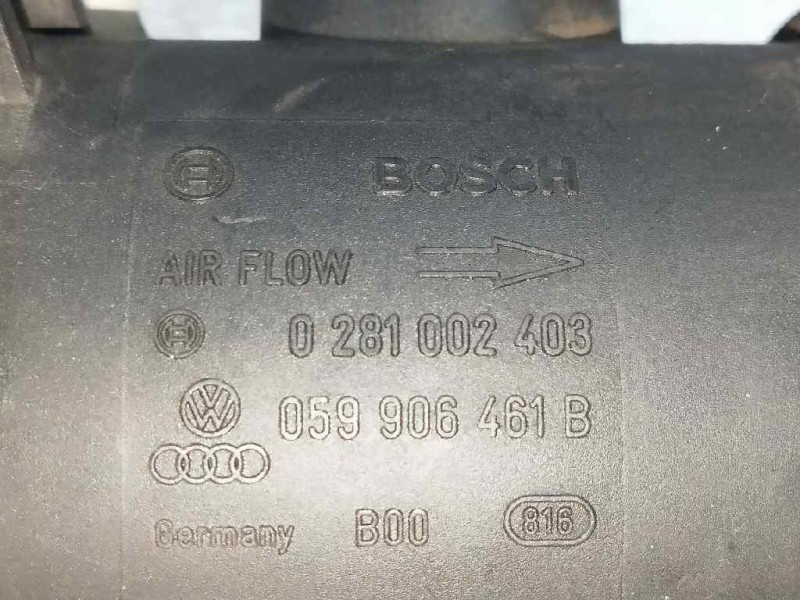 BOSCH
AIR FLOW
0 281 002 403
059 906 461 B
Germany B00 816